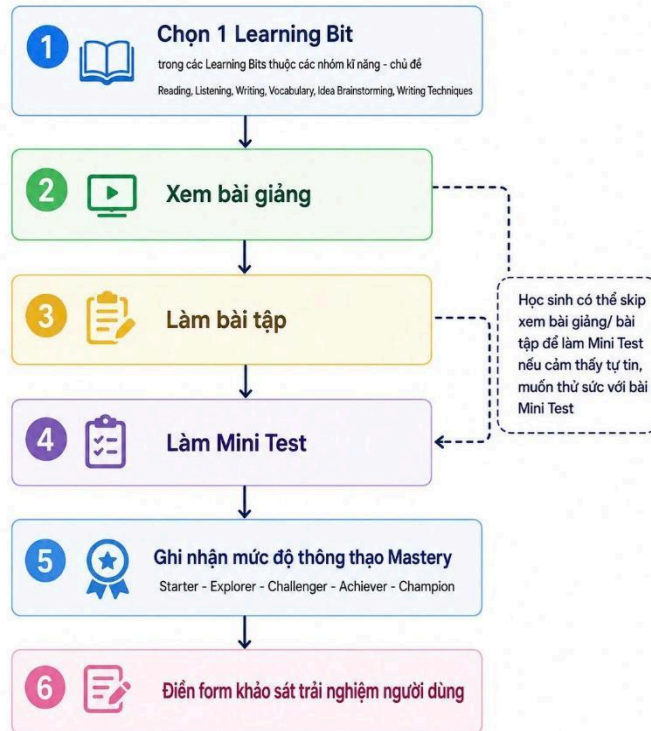 1
Chọn 1 Learning Bit
trong các Learning Bits thuộc các nhóm kĩ năng - chủ đề
Reading, Listening, Writing, Vocabulary, Idea Brainstorming, Writing Techniques
2
Xem bài giảng
3
Làm bài tập
Học sinh có thể skip
xem bài giảng/ bài
tập để làm Mini Test
nếu cảm thấy tự tin,
muốn thử sức với bài
Mini Test
4
Làm Mini Test
5
Ghi nhận mức độ thông thạo Mastery
Starter - Explorer - Challenger - Achiever - Champion
6
Điền form khảo sát trải nghiệm người dùng